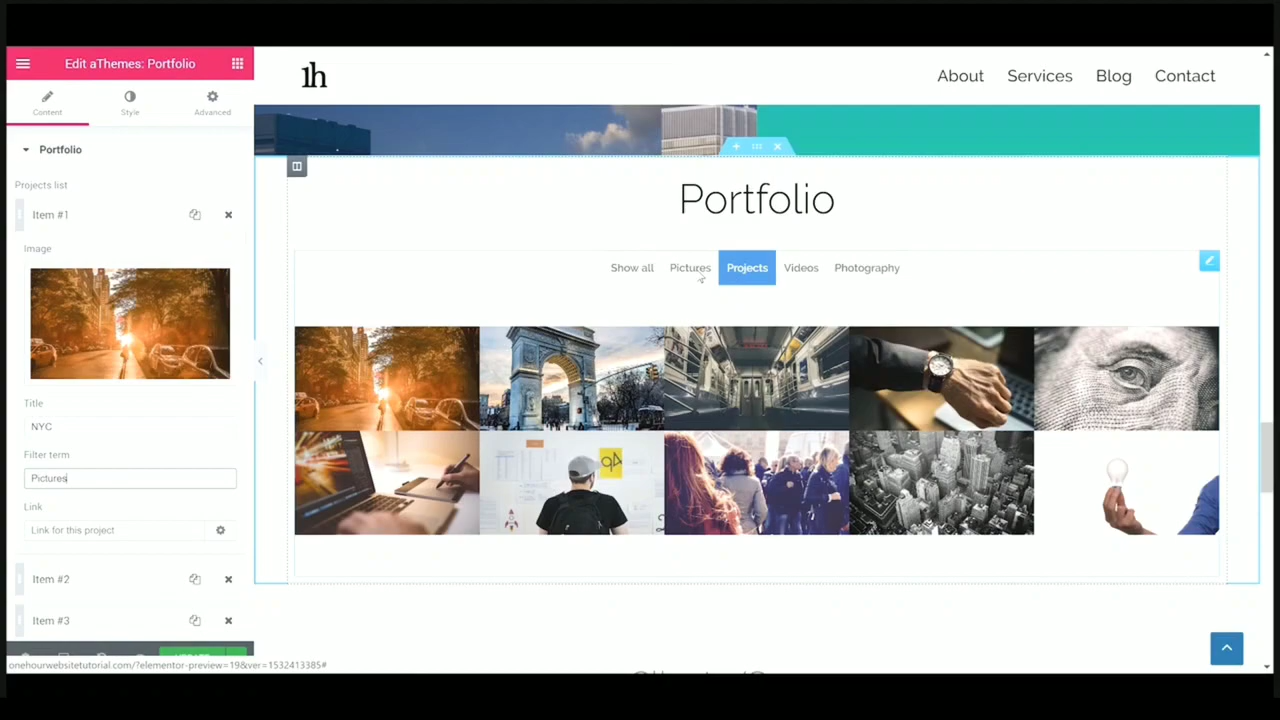 Edit aThemes: Portfolio
Content
Style
Advanced
Portfolio
Projects list
Item #1
Image
Title
NYC
Filter term
Pictures
Link
Link for this project
Item #2
Item #3
onehourwebsitetutorial.com/?elementor-preview=19&ver=1532413385#
1h
About Services Blog Contact
Portfolio
Show all Pictures Projects Videos Photography